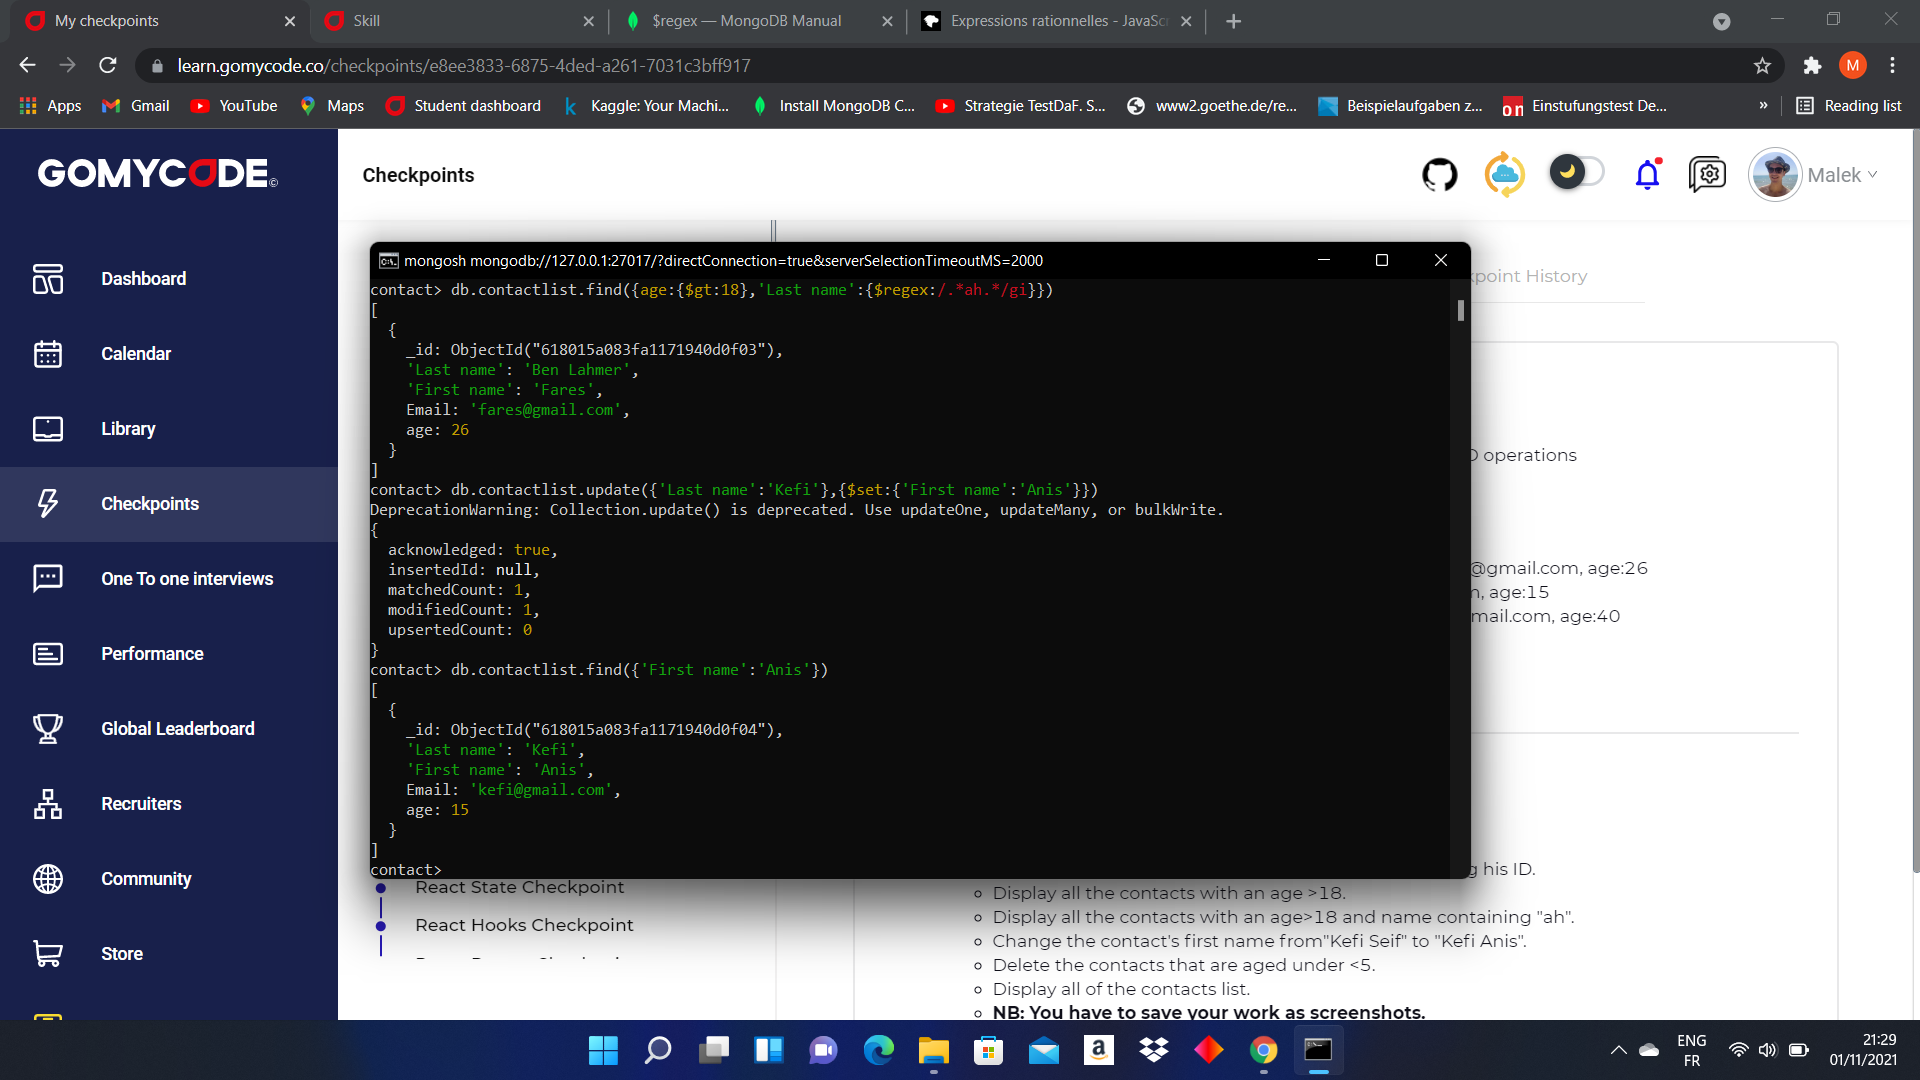 My checkpoints
Skill
$regex — MongoDB Manual
Expressions rationnelles - JavaSc
learn.gomycode.co/checkpoints/e8ee3833-6875-4ded-a261-7031c3bff917
M
Apps
Gmail
YouTube
Maps
Student dashboard
Kaggle: Your Machi...
Install MongoDB C...
Strategie TestDaF. S...
www2.goethe.de/re...
Beispielaufgaben z...
Einstufungstest De...
»
Reading list
GOMYCODE©
Checkpoints
Malek
Dashboard
Calendar
Library
Checkpoints
One To one interviews
Performance
Global Leaderboard
Recruiters
Community
Store
mongosh mongodb://127.0.0.1:27017/?directConnection=true&serverSelectionTimeoutMS=2000
contact> db.contactlist.find({age:{$gt:18},'Last name':{$regex:/.*ah.*/gi}})
[
{
_id: ObjectId("618015a083fa1171940d0f03"),
'Last name': 'Ben Lahmer',
'First name': 'Fares',
Email: 'fares@gmail.com',
age: 26
}
]
contact> db.contactlist.update({'Last name':'Kefi'},{$set:{'First name':'Anis'}})
DeprecationWarning: Collection.update() is deprecated. Use updateOne, updateMany, or bulkWrite.
{
acknowledged: true,
insertedId: null,
matchedCount: 1,
modifiedCount: 1,
upsertedCount: 0
}
contact> db.contactlist.find({'First name':'Anis'})
[
{
_id: ObjectId("618015a083fa1171940d0f04"),
'Last name': 'Kefi',
'First name': 'Anis',
Email: 'kefi@gmail.com',
age: 15
}
]
contact>
point History
operations
@gmail.com, age:26
, age:15
mail.com, age:40
g his ID.
React State Checkpoint
React Hooks Checkpoint
Display all the contacts with an age >18.
Display all the contacts with an age>18 and name containing "ah".
Change the contact's first name from"Kefi Seif" to "Kefi Anis".
Delete the contacts that are aged under <5.
Display all of the contacts list.
NB: You have to save your work as screenshots.
ENG
FR
21:29
01/11/2021